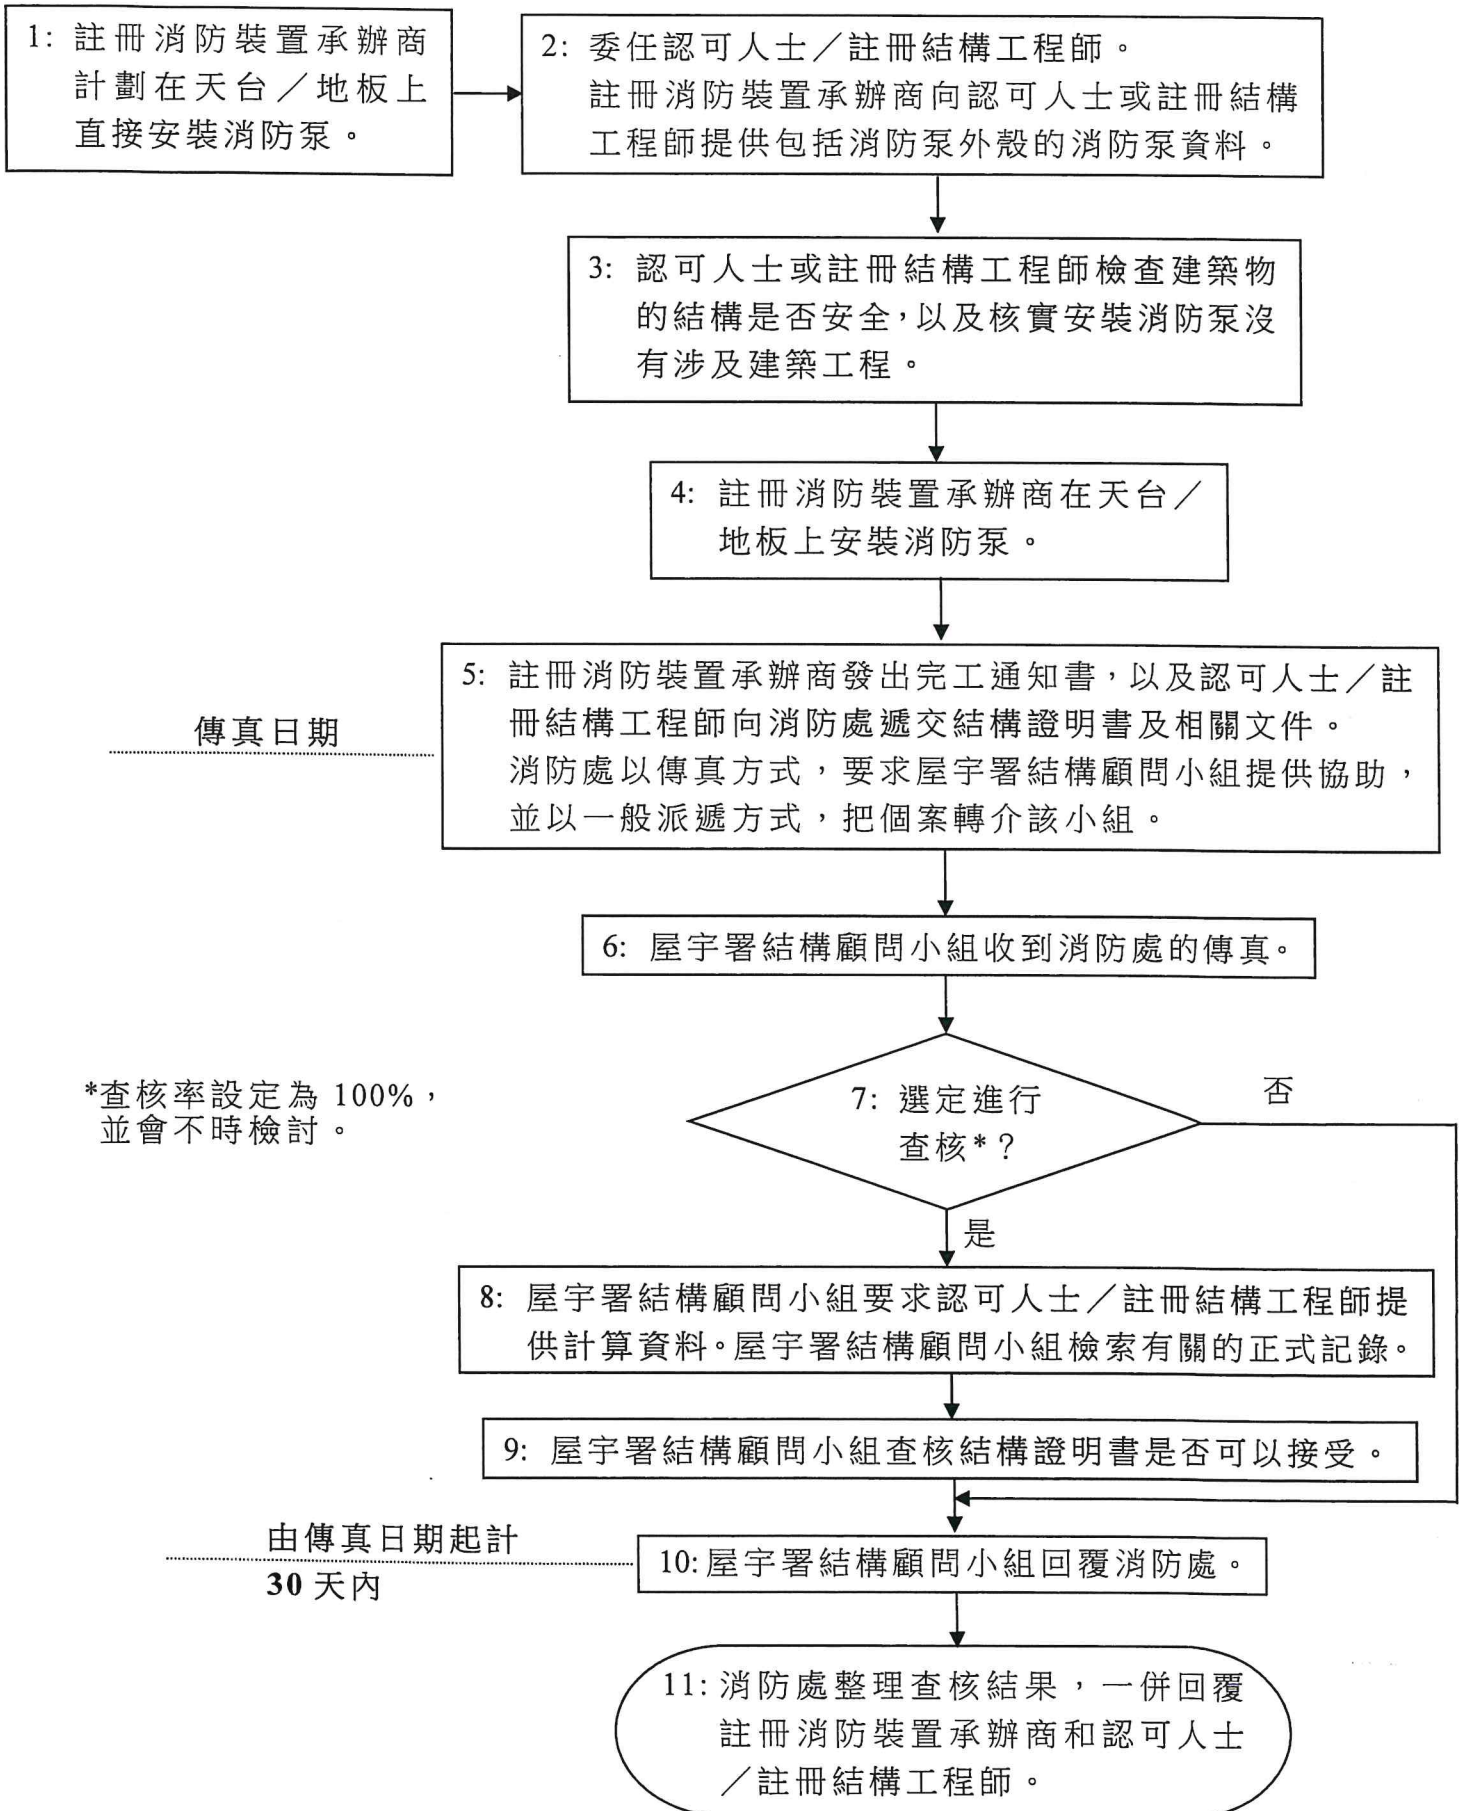 1: 註冊消防裝置承辦商
計劃在天台／地板上
直接安裝消防泵。
2: 委任認可人士／註冊結構工程師。
註冊消防裝置承辦商向認可人士或註冊結構
工程師提供包括消防泵外殼的消防泵資料。
3: 認可人士或註冊結構工程師檢查建築物
的結構是否安全，以及核實安裝消防泵沒
有涉及建築工程。
4: 註冊消防裝置承辦商在天台／
地板上安裝消防泵。
傳真日期
5: 註冊消防裝置承辦商發出完工通知書，以及認可人士／註
冊結構工程師向消防處遞交結構證明書及相關文件。
消防處以傳真方式，要求屋宇署結構顧問小組提供協助，
並以一般派遞方式，把個案轉介該小組。
6: 屋宇署結構顧問小組收到消防處的傳真。
*查核率設定為 100%，
並會不時檢討。
7: 選定進行
查核*？
否
是
8: 屋宇署結構顧問小組要求認可人士／註冊結構工程師提
供計算資料。屋宇署結構顧問小組檢索有關的正式記錄。
9: 屋宇署結構顧問小組查核結構證明書是否可以接受。
由傳真日期起計
30 天內
10: 屋宇署結構顧問小組回覆消防處。
11: 消防處整理查核結果，一併回覆
註冊消防裝置承辦商和認可人士
／註冊結構工程師。